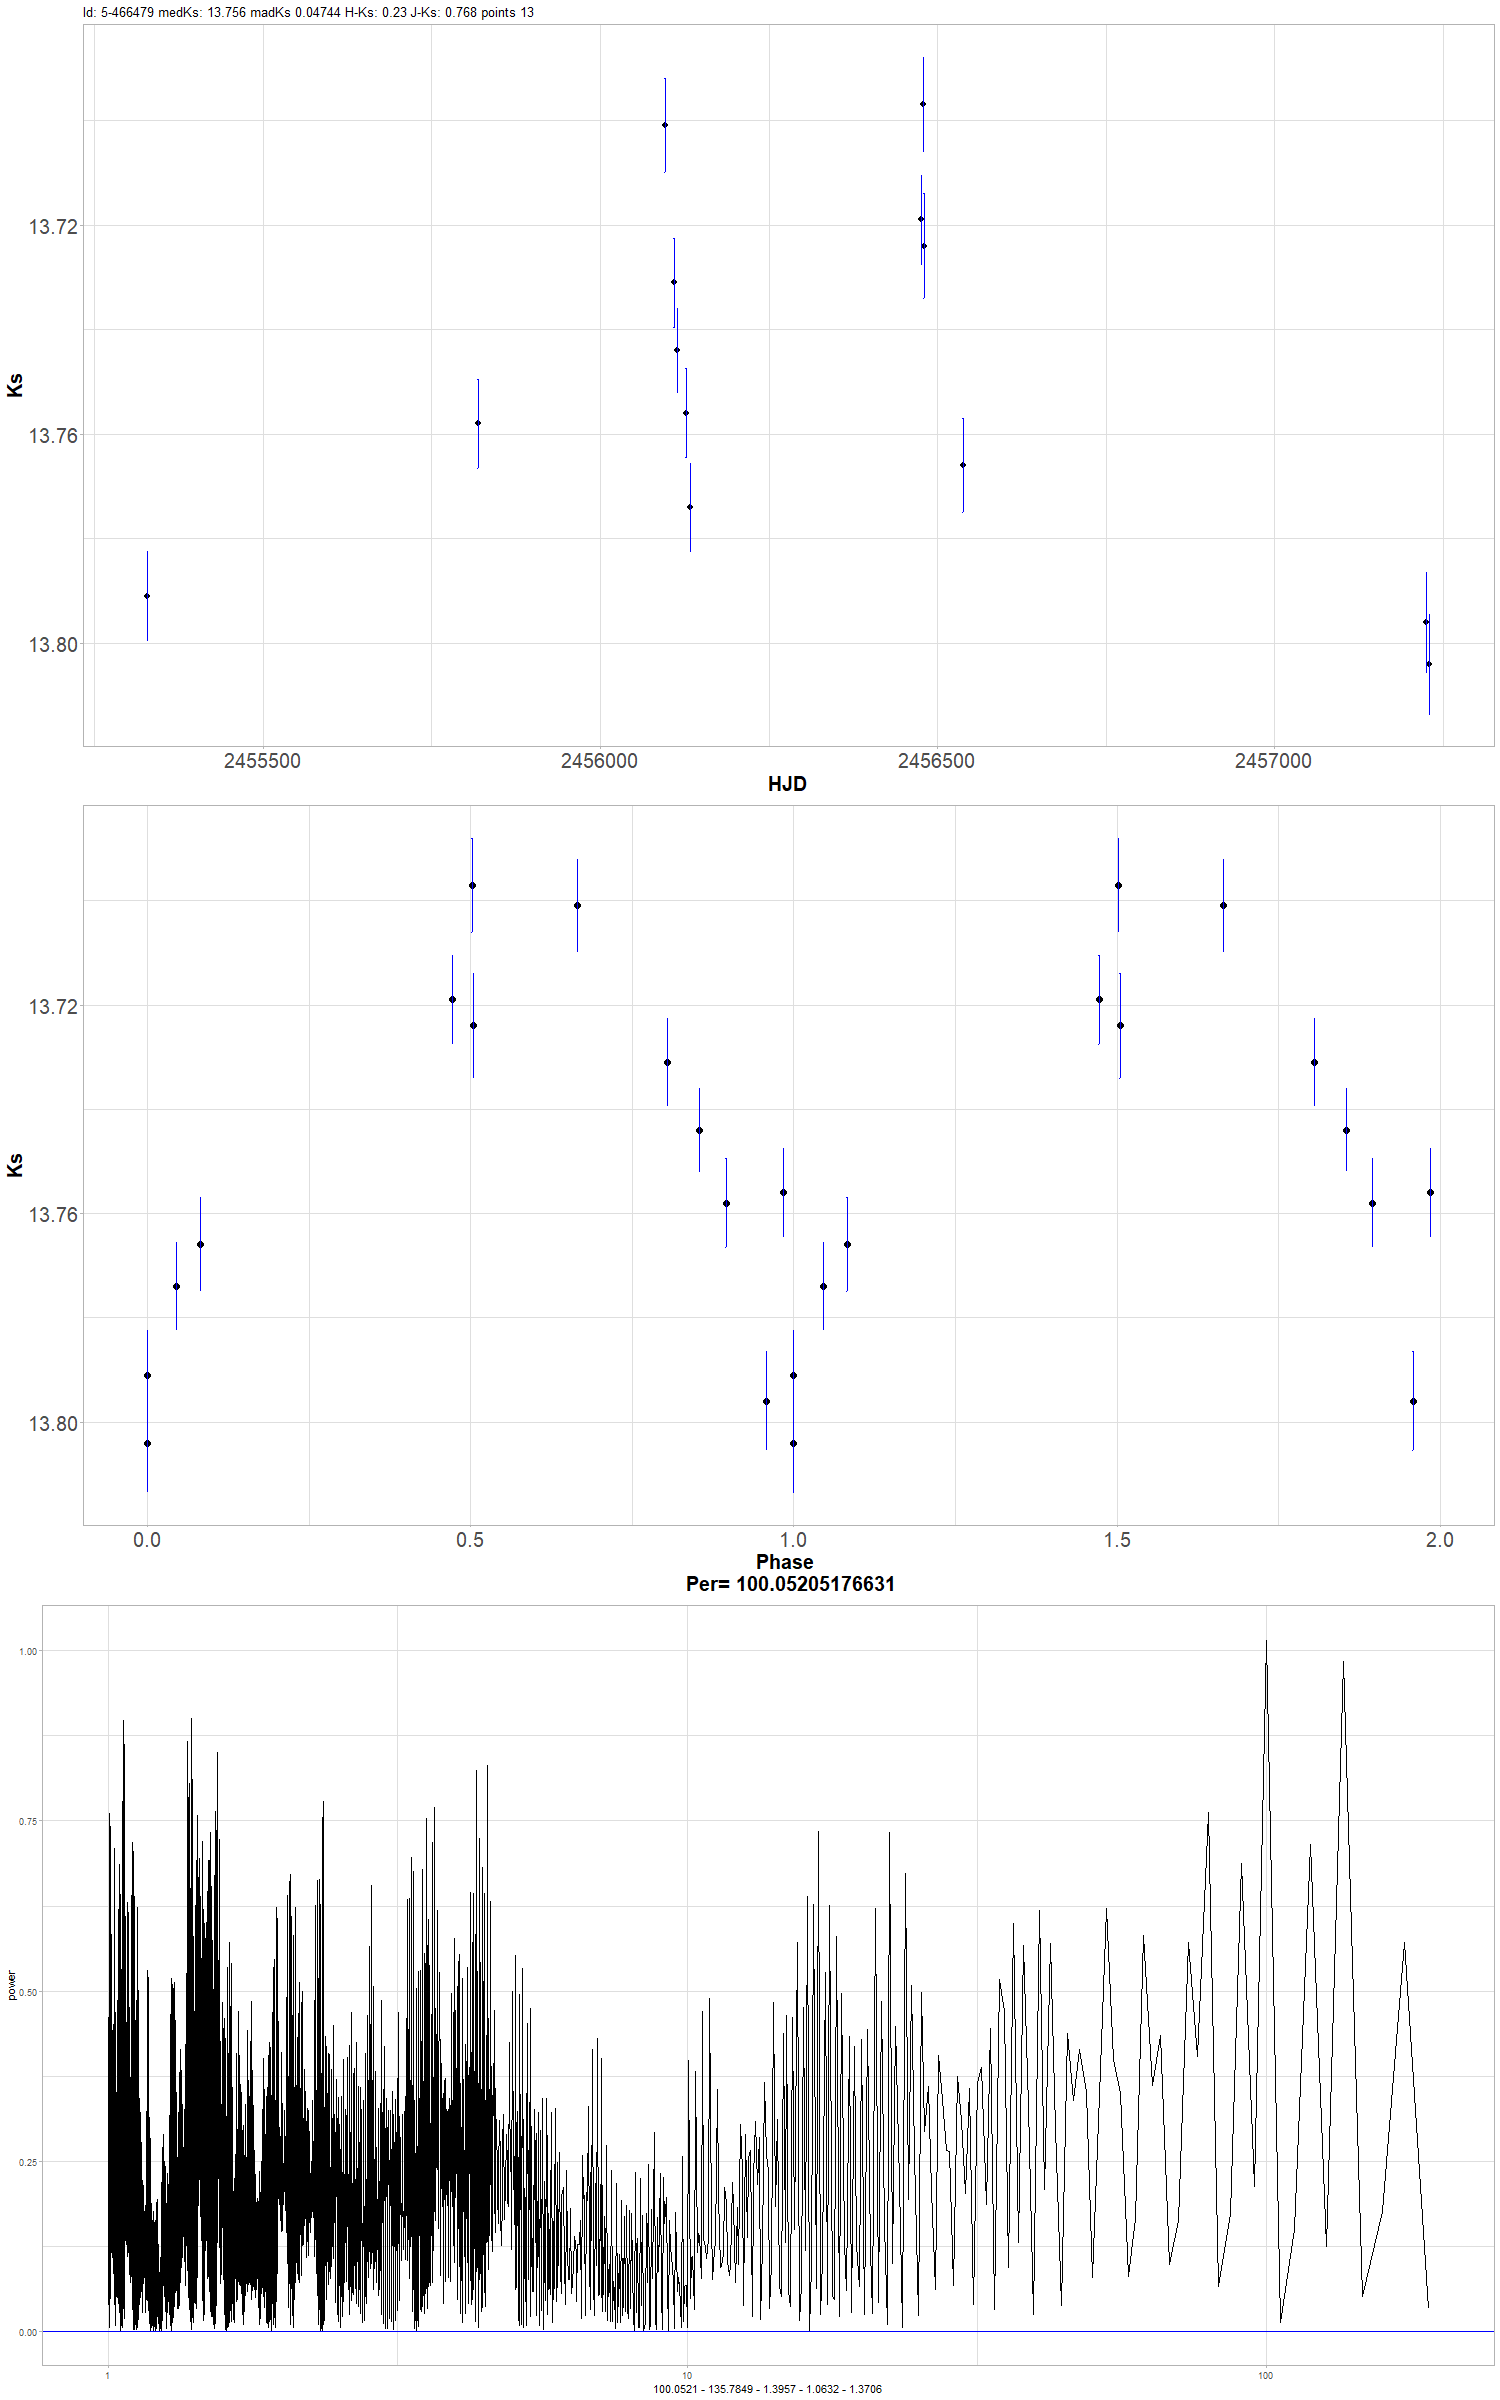 Id: 5-466479 medKs: 13.756 madKs 0.04744 H-Ks: 0.23 J-Ks: 0.768 points 13
13.72
13.76
13.80
Ks
2455500 2456000 2456500 2457000
HJD
13.72
13.76
13.80
Ks
0.0 0.5 1.0 1.5 2.0
Phase
Per= 100.05205176631
1.00
0.75
0.50
0.25
0.00
power
1 10 100
100.0521 - 135.7849 - 1.3957 - 1.0632 - 1.3706